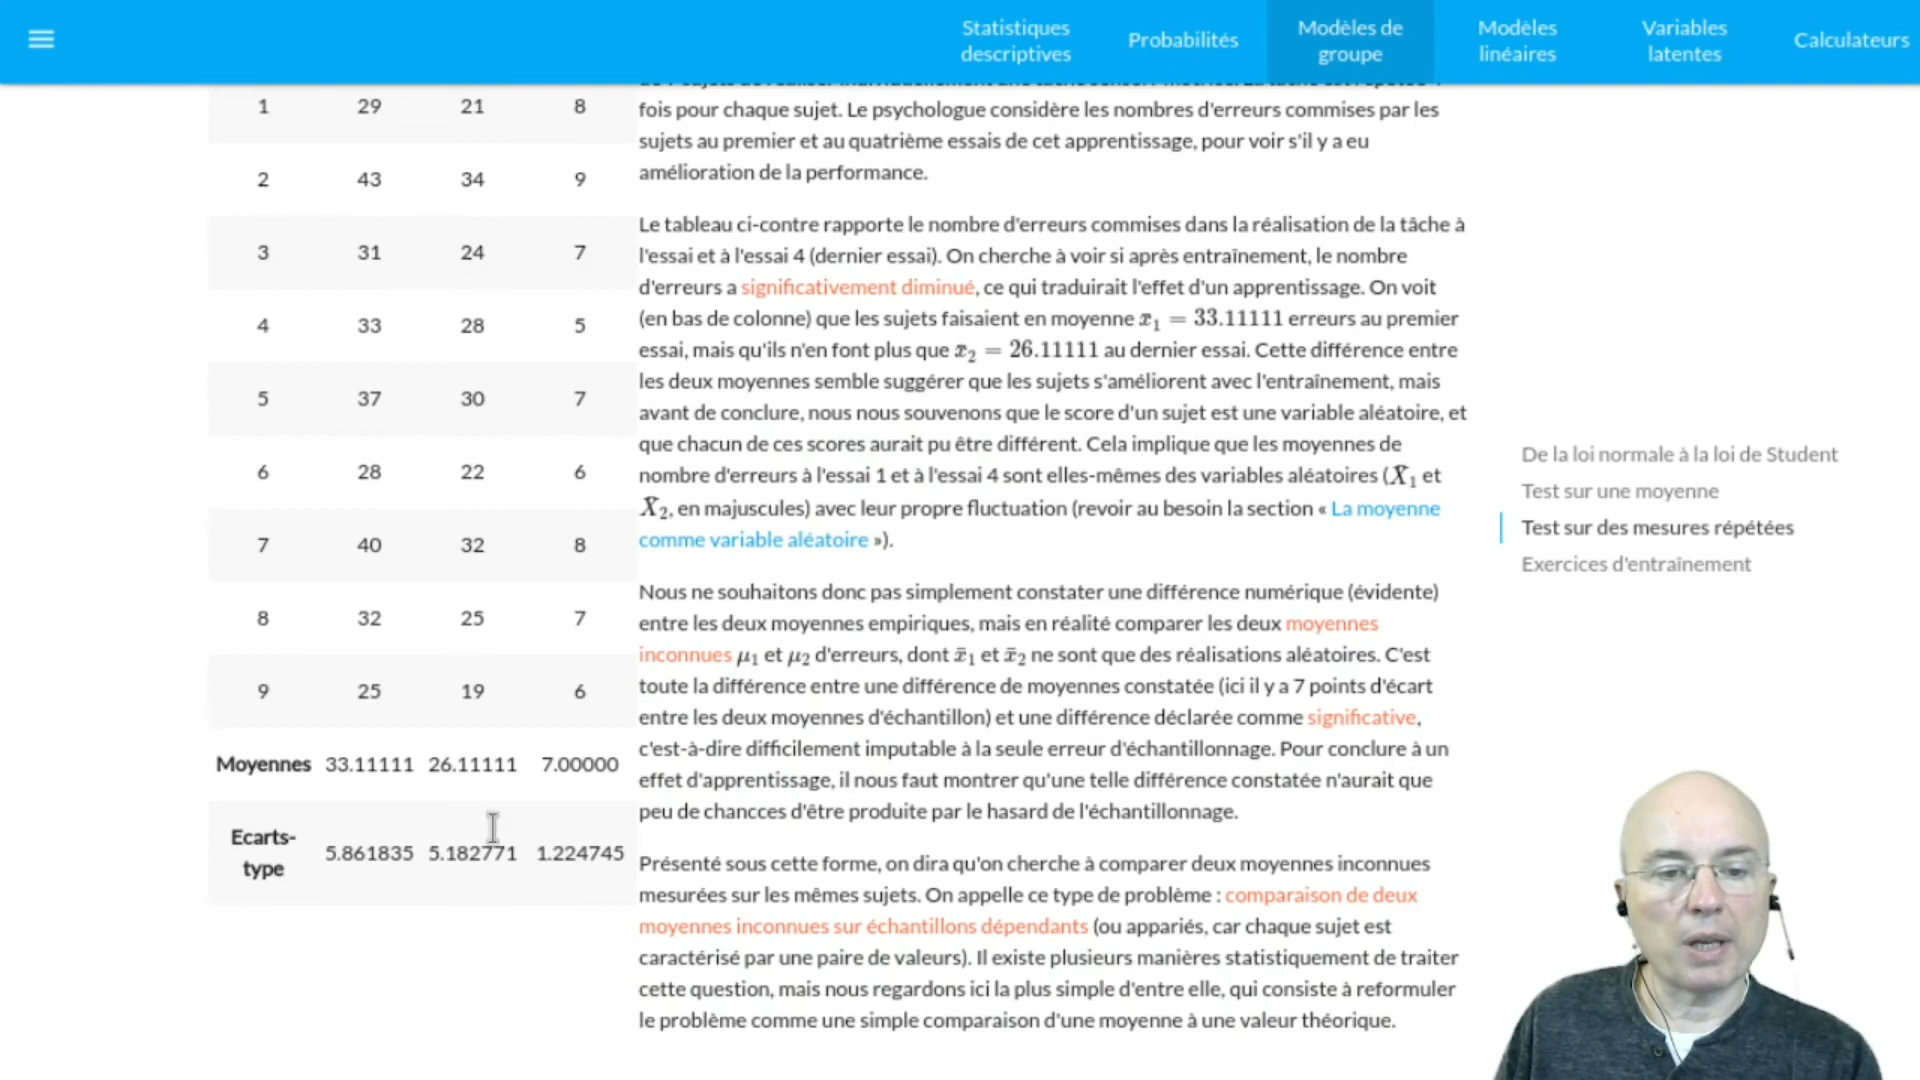 Statistiques descriptives
Probabilités
Modèles de groupe
Modèles linéaires
Variables latentes
Calculateurs
1 29 21 8
2 43 34 9
3 31 24 7
4 33 28 5
5 37 30 7
6 28 22 6
7 40 32 8
8 32 25 7
9 25 19 6
Moyennes 33.11111 26.11111 7.00000
Ecarts-type 5.861835 5.182771 1.224745
fois pour chaque sujet. Le psychologue considère les nombres d'erreurs commises par les
sujets au premier et au quatrième essais de cet apprentissage, pour voir s'il y a eu
amélioration de la performance.
Le tableau ci-contre rapporte le nombre d'erreurs commises dans la réalisation de la tâche à
l'essai et à l'essai 4 (dernier essai). On cherche à voir si après entraînement, le nombre
d'erreurs a significativement diminué, ce qui traduirait l'effet d'un apprentissage. On voit
(en bas de colonne) que les sujets faisaient en moyenne x̄₁ = 33.11111 erreurs au premier
essai, mais qu'ils n'en font plus que x̄₂ = 26.11111 au dernier essai. Cette différence entre
les deux moyennes semble suggérer que les sujets s'améliorent avec l'entraînement, mais
avant de conclure, nous nous souvenons que le score d'un sujet est une variable aléatoire, et
que chacun de ces scores aurait pu être différent. Cela implique que les moyennes de
nombre d'erreurs à l'essai 1 et à l'essai 4 sont elles-mêmes des variables aléatoires (X̄₁ et
X̄₂, en majuscules) avec leur propre fluctuation (revoir au besoin la section « La moyenne
comme variable aléatoire »).
Nous ne souhaitons donc pas simplement constater une différence numérique (évidente)
entre les deux moyennes empiriques, mais en réalité comparer les deux moyennes
inconnues μ₁ et μ₂ d'erreurs, dont x̄₁ et x̄₂ ne sont que des réalisations aléatoires. C'est
toute la différence entre une différence de moyennes constatée (ici il y a 7 points d'écart
entre les deux moyennes d'échantillon) et une différence déclarée comme significative,
c'est-à-dire difficilement imputable à la seule erreur d'échantillonnage. Pour conclure à un
effet d'apprentissage, il nous faut montrer qu'une telle différence constatée n'aurait que
peu de chancces d'être produite par le hasard de l'échantillonnage.
Présenté sous cette forme, on dira qu'on cherche à comparer deux moyennes inconnues
mesurées sur les mêmes sujets. On appelle ce type de problème : comparaison de deux
moyennes inconnues sur échantillons dépendants (ou appariés, car chaque sujet est
caractérisé par une paire de valeurs). Il existe plusieurs manières statistiquement de traiter
cette question, mais nous regardons ici la plus simple d'entre elle, qui consiste à reformuler
le problème comme une simple comparaison d'une moyenne à une valeur théorique.
De la loi normale à la loi de Student
Test sur une moyenne
Test sur des mesures répétées
Exercices d'entraînement